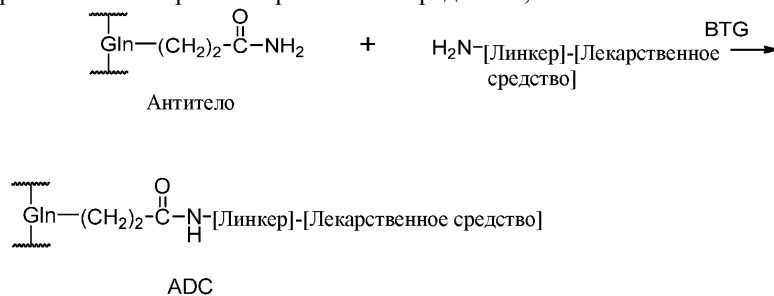 Gln—(CH₂)₂—C—NH₂ + H₂N—[Линкер]-[Лекарственное BTG
O
средство]
Антитело
O
Gln—(CH₂)₂—C—N—[Линкер]-[Лекарственное средство]
H
ADC